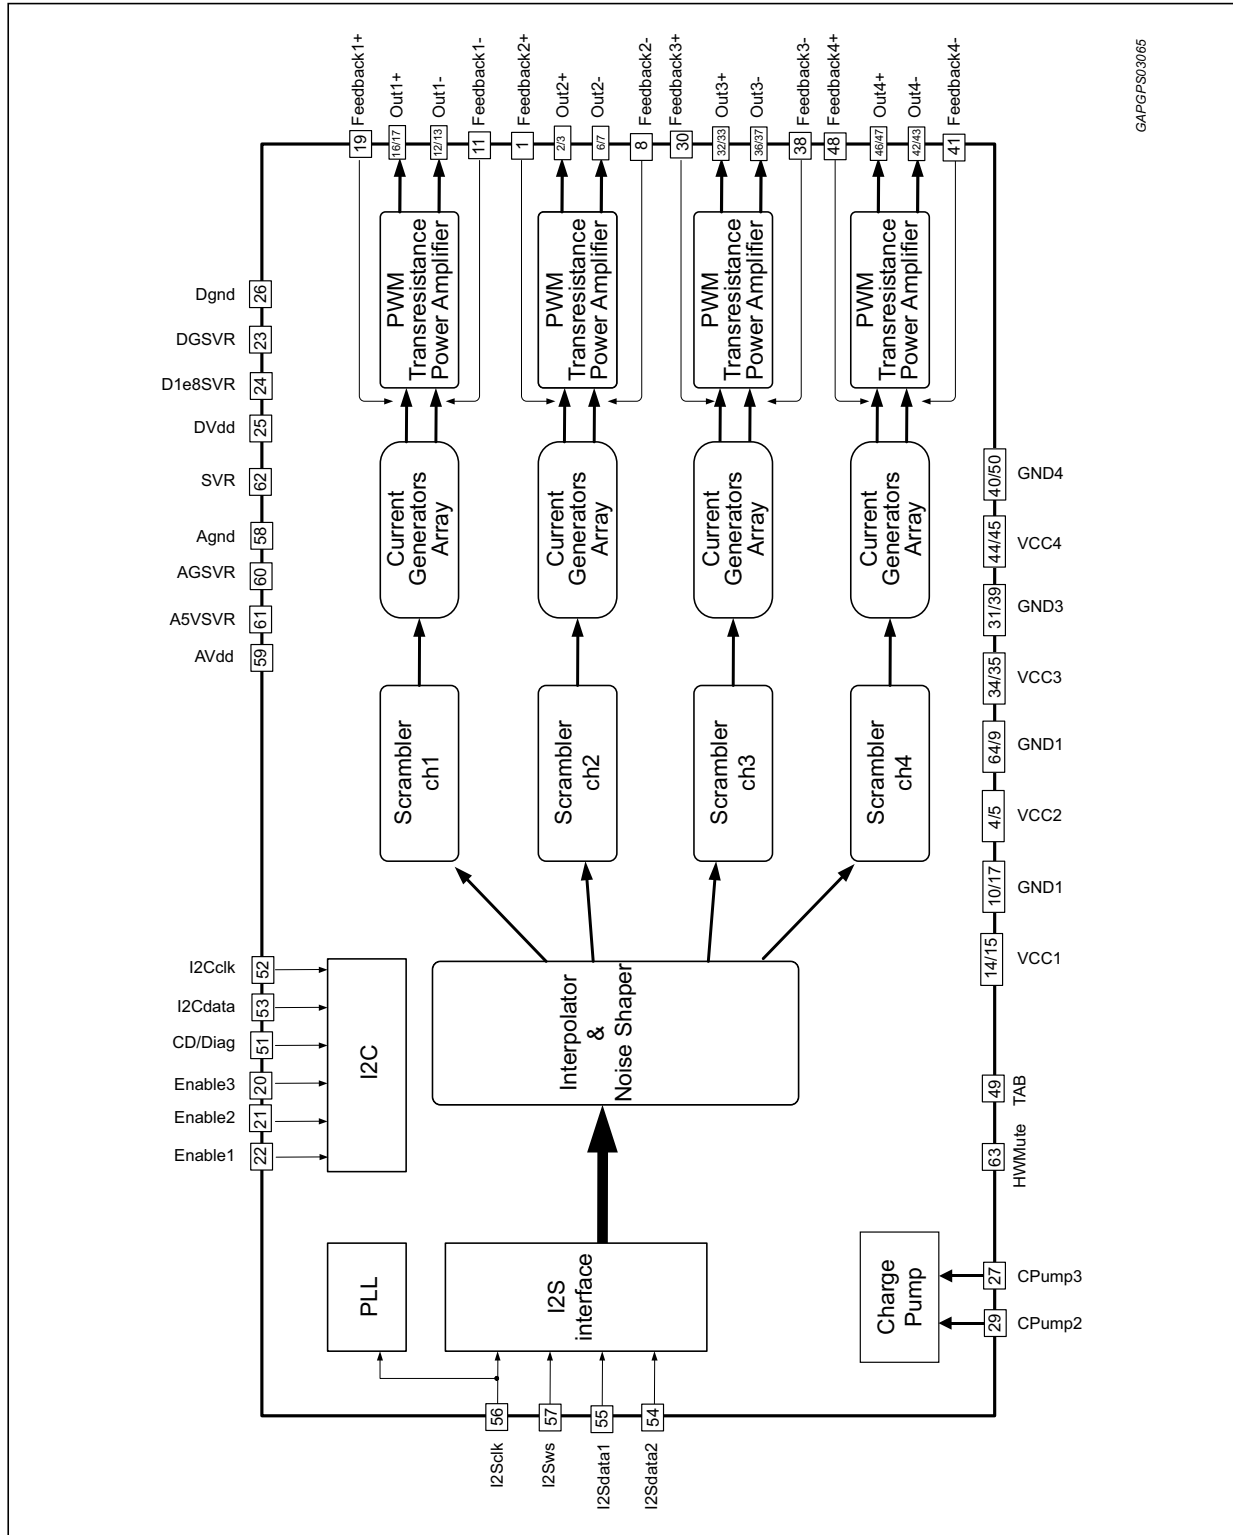 GAPGPS03065
Feedback1+
19
Out1+
16/17
Out1-
12/13
Feedback1-
11
Feedback2+
1
Out2+
2/3
Out2-
6/7
Feedback2-
8
Feedback3+
30
Out3+
32/33
Out3-
36/37
Feedback3-
38
Feedback4+
48
Out4+
46/47
Out4-
42/43
Feedback4-
41
PWM
Transresistance
Power Amplifier
PWM
Transresistance
Power Amplifier
PWM
Transresistance
Power Amplifier
PWM
Transresistance
Power Amplifier
Current
Generators
Array
Current
Generators
Array
Current
Generators
Array
Current
Generators
Array
Scrambler
ch1
Scrambler
ch2
Scrambler
ch3
Scrambler
ch4
Interpolator
&
Noise Shaper
I2C
PLL
I2S
interface
Charge
Pump
Dgnd
26
DGSVR
23
D1e8SVR
24
DVdd
25
SVR
62
Agnd
58
AGSVR
60
A5VSVR
61
AVdd
59
I2Cclk
52
I2Cdata
53
CD/Diag
51
Enable3
20
Enable2
21
Enable1
22
40/50
GND4
44/45
VCC4
31/39
GND3
34/35
VCC3
64/9
GND1
4/5
VCC2
10/17
GND1
14/15
VCC1
49
TAB
63
HWMute
27
CPump3
29
CPump2
56
I2Sclk
57
I2Sws
55
I2Sdata1
54
I2Sdata2